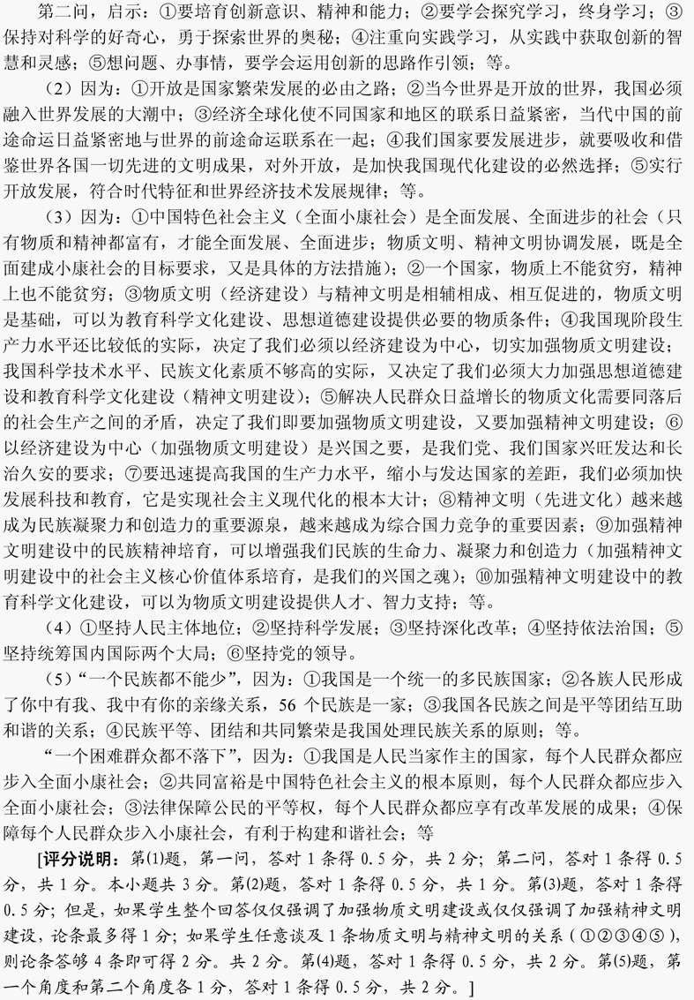 第二问，启示：①要培育创新意识、精神和能力；②要学会探究学习，终身学习；③
保持对科学的好奇心，勇于探索世界的奥秘；④注重向实践学习，从实践中获取创新的智
慧和灵感；⑤想问题、办事情，要学会运用创新的思路作引领；等。
（2）因为：①开放是国家繁荣发展的必由之路；②当今世界是开放的世界，我国必须
融入世界发展的大潮中；③经济全球化使不同国家和地区的联系日益紧密，当代中国的前
途命运日益紧密地与世界的前途命运联系在一起；④我们国家要发展进步，就要吸收和借
鉴世界各国一切先进的文明成果，对外开放，是加快我国现代化建设的必然选择；⑤实行
开放发展，符合时代特征和世界经济技术发展规律；等。
（3）因为：①中国特色社会主义（全面小康社会）是全面发展、全面进步的社会（只
有物质和精神都富有，才能全面发展、全面进步；物质文明、精神文明协调发展，既是全
面建成小康社会的目标要求，又是具体的方法措施）；②一个国家，物质上不能贫穷，精神
上也不能贫穷；③物质文明（经济建设）与精神文明是相辅相成、相互促进的，物质文明
是基础，可以为教育科学文化建设、思想道德建设提供必要的物质条件；④我国现阶段生
产力水平还比较低的实际，决定了我们必须以经济建设为中心，切实加强物质文明建设；
我国科学技术水平、民族文化素质不够高的实际，又决定了我们必须大力加强思想道德建
设和教育科学文化建设（精神文明建设）；⑤解决人民群众日益增长的物质文化需要同落后
的社会生产之间的矛盾，决定了我们即要加强物质文明建设，又要加强精神文明建设；⑥
以经济建设为中心（加强物质文明建设）是兴国之要，是我们党、我们国家兴旺发达和长
治久安的要求；⑦要迅速提高我国的生产力水平，缩小与发达国家的差距，我们必须加快
发展科技和教育，它是实现社会主义现代化的根本大计；⑧精神文明（先进文化）越来越
成为民族凝聚力和创造力的重要源泉，越来越成为综合国力竞争的重要因素；⑨加强精神
文明建设中的民族精神培育，可以增强我们民族的生命力、凝聚力和创造力（加强精神文
明建设中的社会主义核心价值体系培育，是我们的兴国之魂）；⑩加强精神文明建设中的教
育科学文化建设，可以为物质文明建设提供人才、智力支持；等。
（4）①坚持人民主体地位；②坚持科学发展；③坚持深化改革；④坚持依法治国；⑤
坚持统筹国内国际两个大局；⑥坚持党的领导。
（5）“一个民族都不能少”，因为：①我国是一个统一的多民族国家；②各族人民形成
了你中有我、我中有你的亲缘关系，56 个民族是一家；③我国各民族之间是平等团结互助
和谐的关系；④民族平等、团结和共同繁荣是我国处理民族关系的原则；等。
“一个困难群众都不落下”，因为：①我国是人民当家作主的国家，每个人民群众都应
步入全面小康社会；②共同富裕是中国特色社会主义的根本原则，每个人民群众都应步入
全面小康社会；③法律保障公民的平等权，每个人民群众都应享有改革发展的成果；④保
障每个人民群众步入小康社会，有利于构建和谐社会；等
[评分说明：第(1)题，第一问，答对 1 条得 0.5 分，共 2 分；第二问，答对 1 条得 0.5
分，共 1 分。本小题共 3 分。第(2)题，答对 1 条得 0.5 分，共 1 分。第(3)题，答对 1 条得
0.5 分；但是，如果学生整个回答仅仅强调了加强物质文明建设或仅仅强调了加强精神文明
建设，论条最多得 1 分；如果学生任意谈及 1 条物质文明与精神文明的关系（①②③④⑤），
则论条答够 4 条即可得 2 分。共 2 分。第(4)题，答对 1 条得 0.5 分，共 2 分。第(5)题，第
一个角度和第二个角度各 1 分，答对 1 条得 0.5 分，共 2 分。]